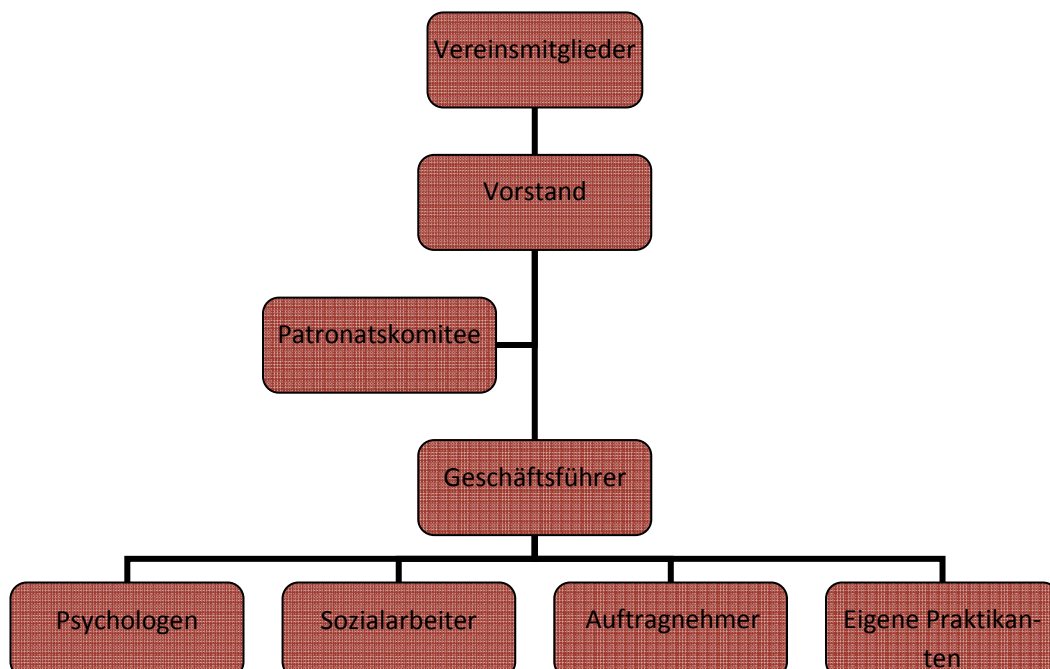 Vereinsmitglieder
Vorstand
Patronatskomitee
Geschäftsführer
Psychologen
Sozialarbeiter
Auftragnehmer
Eigene Praktikan-
ten